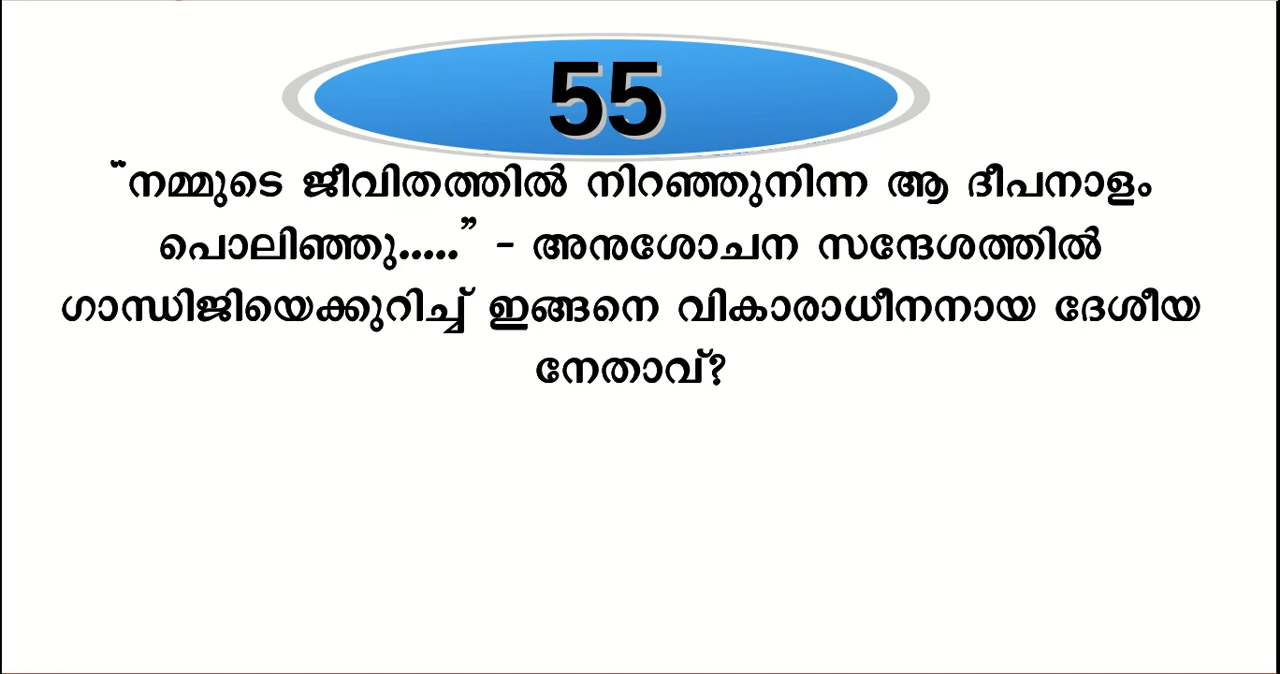 55
“നമ്മുടെ ജീവിതത്തിൽ നിറഞ്ഞുനിന്ന ആ ദീപനാളം
പൊലിഞ്ഞു.....” - അനുശോചന സന്ദേശത്തിൽ
ഗാന്ധിജിയെക്കുറിച്ച് ഇങ്ങനെ വികാരാധീനനായ ദേശീയ
നേതാവ്?